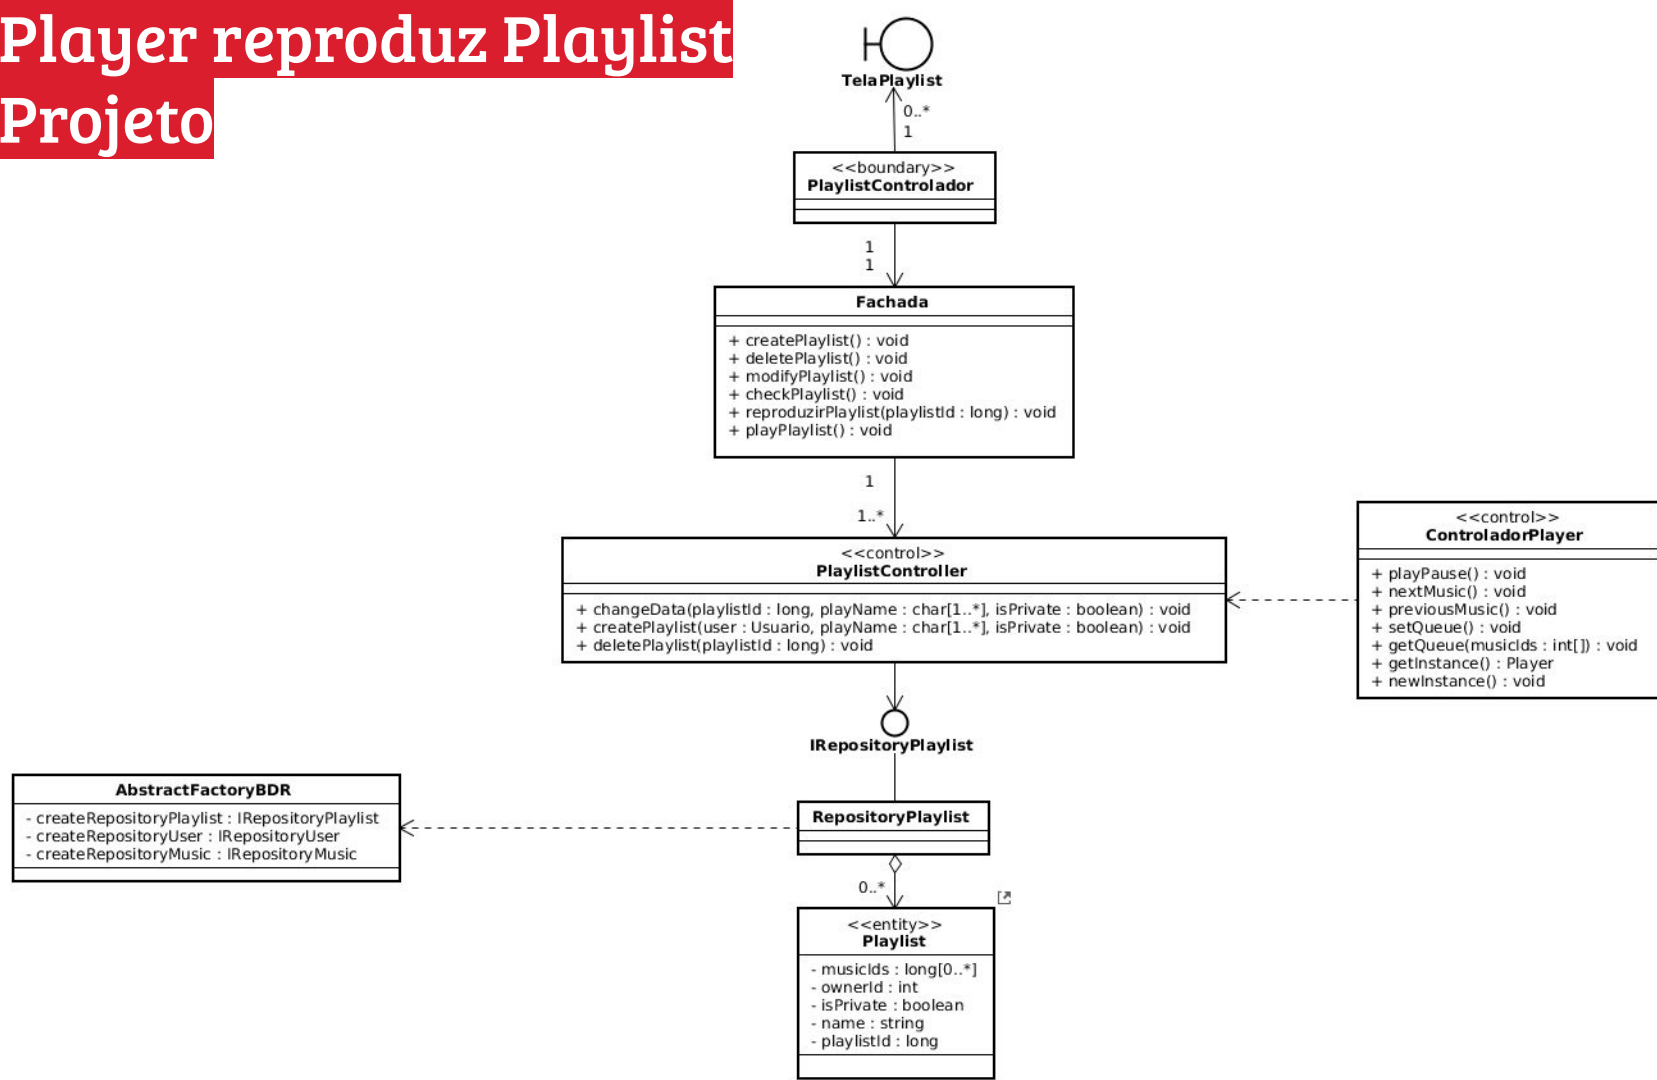 Player reproduz Playlist
Projeto
TelaPlaylist
0..*
1
<<boundary>>
PlaylistControlador
1
1
Fachada
+ createPlaylist() : void
+ deletePlaylist() : void
+ modifyPlaylist() : void
+ checkPlaylist() : void
+ reproduzirPlaylist(playlistId : long) : void
+ playPlaylist() : void
1
1..*
<<control>>
PlaylistController
+ changeData(playlistId : long, playName : char[1..*], isPrivate : boolean) : void
+ createPlaylist(user : Usuario, playName : char[1..*], isPrivate : boolean) : void
+ deletePlaylist(playlistId : long) : void
<<control>>
ControladorPlayer
+ playPause() : void
+ nextMusic() : void
+ previousMusic() : void
+ setQueue() : void
+ getQueue(musicIds : int[]) : void
+ getInstance() : Player
+ newInstance() : void
IRepositoryPlaylist
AbstractFactoryBDR
- createRepositoryPlaylist : IRepositoryPlaylist
- createRepositoryUser : IRepositoryUser
- createRepositoryMusic : IRepositoryMusic
RepositoryPlaylist
0..*
<<entity>>
Playlist
- musicIds : long[0..*]
- ownerId : int
- isPrivate : boolean
- name : string
- playlistId : long